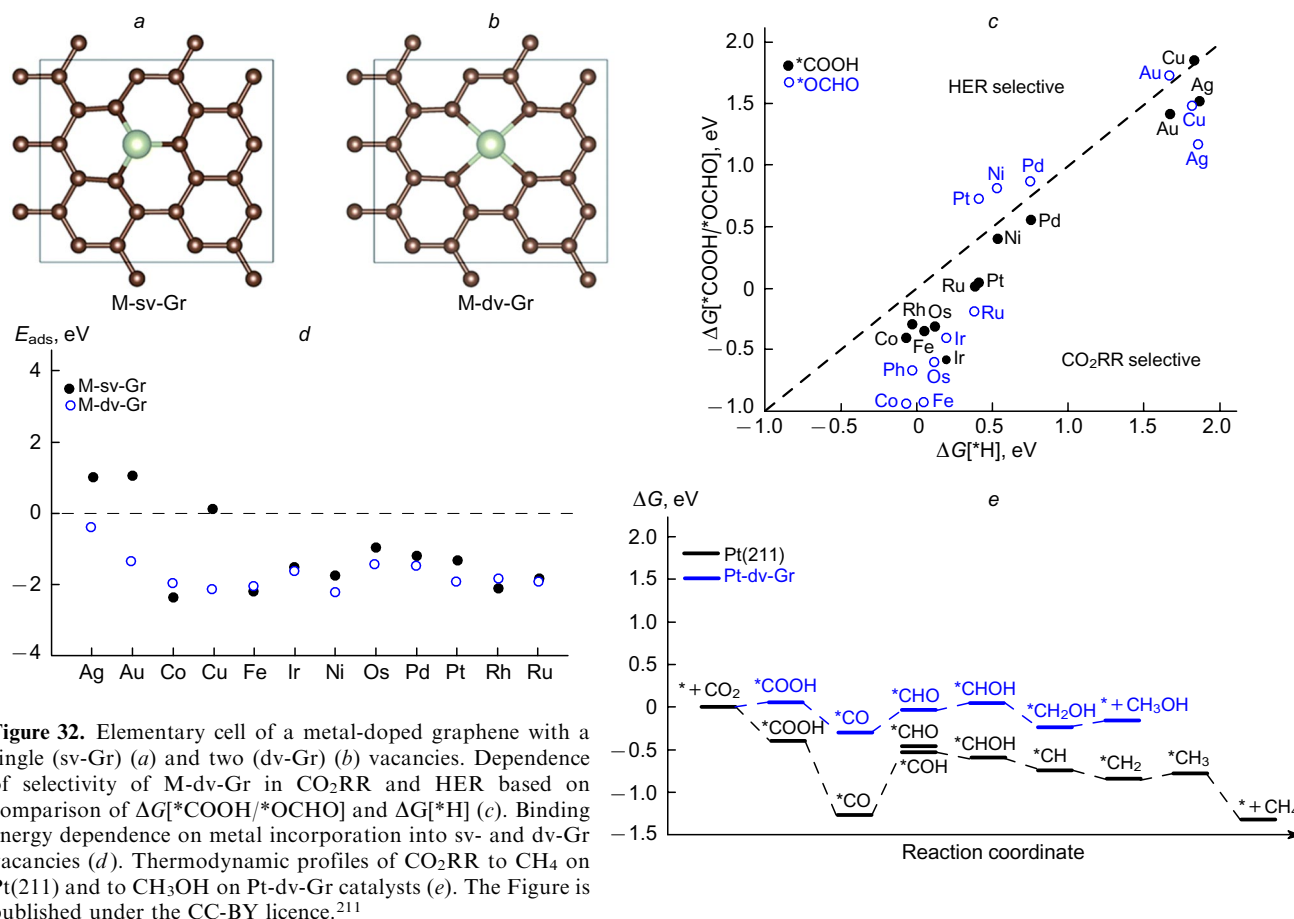 a
b
M-sv-Gr
M-dv-Gr
c
ΔG[*COOH/*OCHO], eV
2.0
1.5
1.0
0.5
0
−0.5
−1.0
*COOH
*OCHO
HER selective
CO2RR selective
Cu
Au
Ag
Au
Cu
Ag
Ni
Pd
Pt
Pd
Ni
Ru
Pt
Ru
Rh
Os
Co
Fe
Ir
Ir
Ph
Os
Co
Fe
−1.0
−0.5
0
0.5
1.0
1.5
2.0
ΔG[*H], eV
Eads, eV
d
4
2
0
−2
−4
M-sv-Gr
M-dv-Gr
Ag Au Co Cu Fe Ir Ni Os Pd Pt Rh Ru
ΔG, eV
e
2.0
1.5
1.0
0.5
0
−0.5
−1.0
−1.5
Pt(211)
Pt-dv-Gr
*+CO2
*COOH
*CO
*CHO
*CHOH
*CH2OH
*+CH3OH
*COOH
*CO
*CHO
*COH
*CHOH
*CH
*CH2
*CH3
*+CH4
Reaction coordinate
igure 32. Elementary cell of a metal-doped graphene with a
ingle (sv-Gr) (a) and two (dv-Gr) (b) vacancies. Dependence
f selectivity of M-dv-Gr in CO2RR and HER based on
omparison of ΔG[*COOH/*OCHO] and ΔG[*H] (c). Binding
nergy dependence on metal incorporation into sv- and dv-Gr
acancies (d). Thermodynamic profiles of CO2RR to CH4 on
t(211) and to CH3OH on Pt-dv-Gr catalysts (e). The Figure is
ublished under the CC-BY licence.211